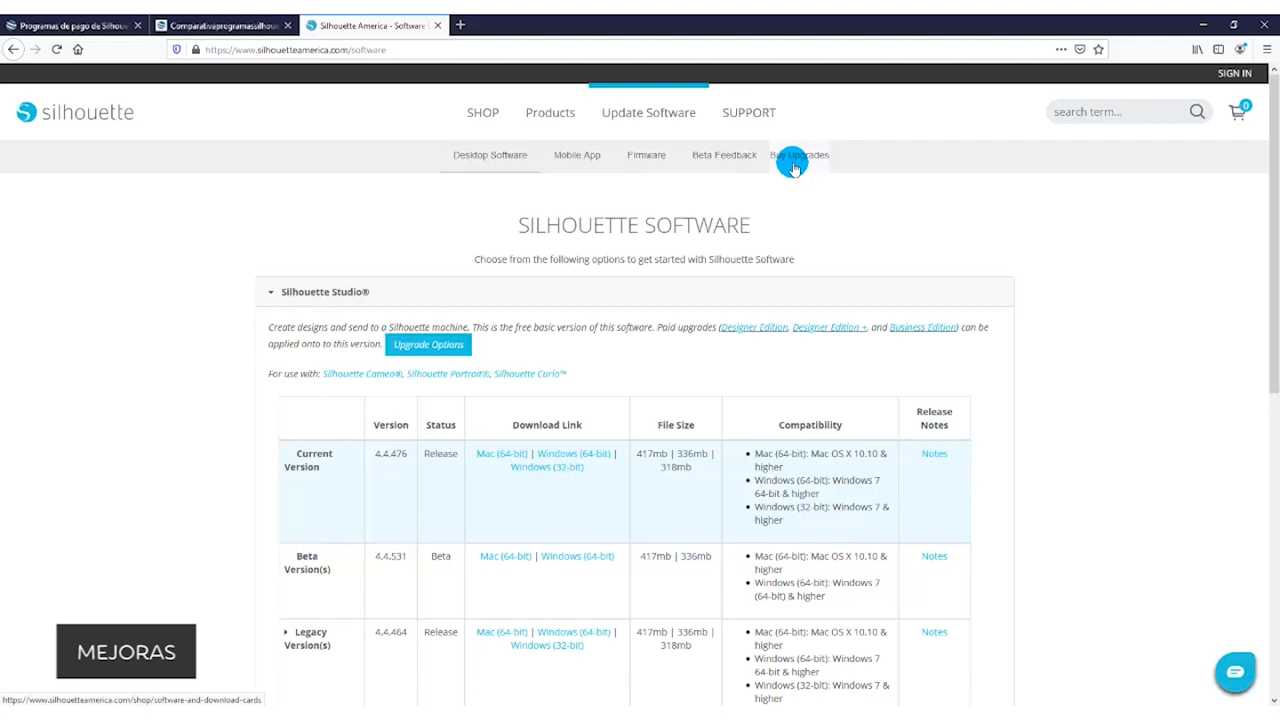 Programas de pago de Silhou
Comparativaprogramassilhou
Silhouette America - Software
https://www.silhouetteamerica.com/software
SIGN IN
silhouette
SHOP Products Update Software SUPPORT
search term...
0
Desktop Software Mobile App Firmware Beta Feedback Buy Upgrades
SILHOUETTE SOFTWARE
Choose from the following options to get started with Silhouette Software
Silhouette Studio®
Create designs and send to a Silhouette machine. This is the free basic version of this software. Paid upgrades (Designer Edition, Designer Edition +, and Business Edition) can be
applied onto to this version. Upgrade Options
For use with: Silhouette Cameo®, Silhouette Portrait®, Silhouette Curio™
Version Status Download Link File Size Compatibility Release
Notes
Current
Version
4.4.476 Release
Mac (64-bit) | Windows (64-bit) |
Windows (32-bit)
417mb | 336mb |
318mb
Mac (64-bit): Mac OS X 10.10 &
higher
Windows (64-bit): Windows 7
64-bit & higher
Windows (32-bit): Windows 7 &
higher
Notes
Beta
Version(s)
4.4.531 Beta
Mac (64-bit) | Windows (64-bit)
417mb | 336mb
Mac (64-bit): Mac OS X 10.10 &
higher
Windows (64-bit): Windows 7
(64-bit) & higher
Notes
Legacy
Version(s)
4.4.464 Release
Mac (64-bit) | Windows (64-bit) |
Windows (32-bit)
417mb | 336mb |
318mb
Mac (64-bit): Mac OS X 10.10 &
higher
Windows (64-bit): Windows 7
64-bit & higher
Windows (32-bit): Windows 7 &
higher
Notes
MEJORAS
https://www.silhouetteamerica.com/shop/software-and-download-cards